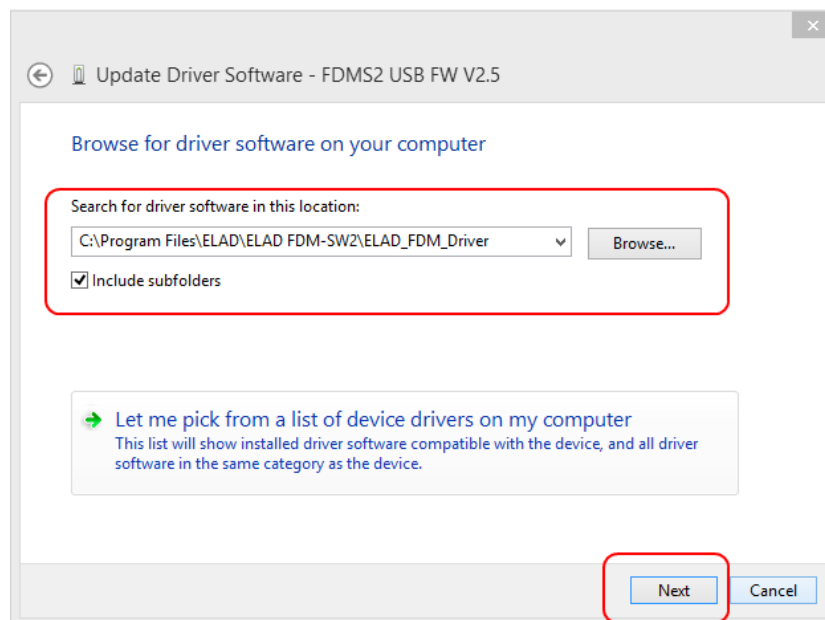 Update Driver Software - FDMS2 USB FW V2.5
Browse for driver software on your computer
Search for driver software in this location:
C:\Program Files\ELAD\ELAD FDM-SW2\ELAD_FDM_Driver
Browse...
Include subfolders
Let me pick from a list of device drivers on my computer
This list will show installed driver software compatible with the device, and all driver
software in the same category as the device.
Next
Cancel